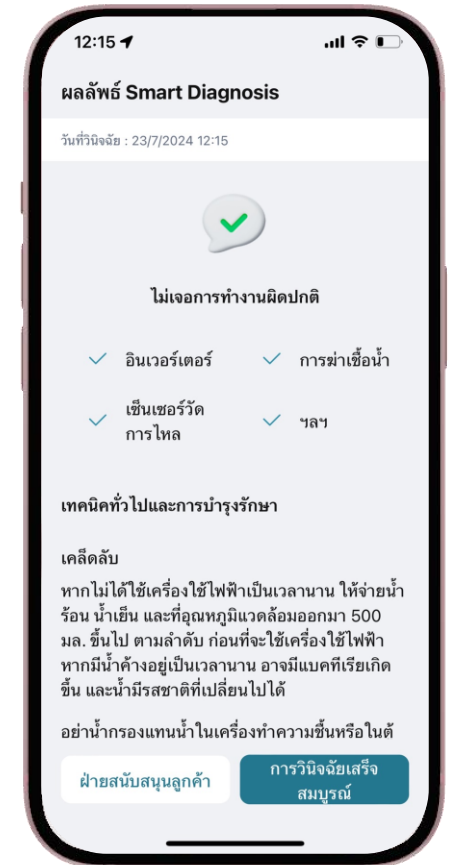 12:15
ผลลัพธ์ Smart Diagnosis
วันที่วินิจฉัย : 23/7/2024 12:15
ไม่เจอการทำงานผิดปกติ
อินเวอร์เตอร์
การฆ่าเชื้อน้ำ
เซ็นเซอร์วัด
การไหล
ฯลฯ
เทคนิคทั่วไปและการบำรุงรักษา
เคล็ดลับ
หากไม่ได้ใช้เครื่องใช้ไฟฟ้าเป็นเวลานาน ให้จ่ายน้ำ
ร้อน น้ำเย็น และที่อุณหภูมิแวดล้อมออกมา 500
มล. ขึ้นไป ตามลำดับ ก่อนที่จะใช้เครื่องใช้ไฟฟ้า
หากมีน้ำค้างอยู่เป็นเวลานาน อาจมีแบคทีเรียเกิด
ขึ้น และน้ำมีรสชาติที่เปลี่ยนไปได้
อย่าน้ำกรองแทนน้ำในเครื่องทำความชื้นหรือในตู้
ฝ่ายสนับสนุนลูกค้า
การวินิจฉัยเสร็จ
สมบูรณ์